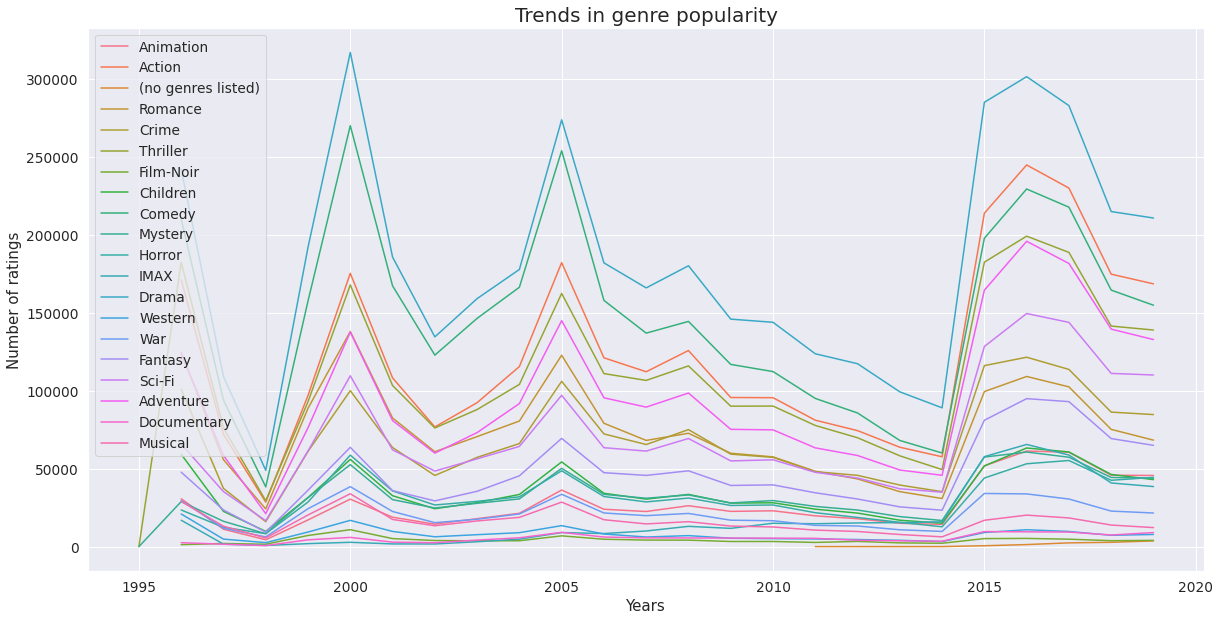 Trends in genre popularity
Number of ratings
300000
250000
200000
150000
100000
50000
0
Animation
Action
(no genres listed)
Romance
Crime
Thriller
Film-Noir
Children
Comedy
Mystery
Horror
IMAX
Drama
Western
War
Fantasy
Sci-Fi
Adventure
Documentary
Musical
1995
2000
2005
2010
2015
2020
Years